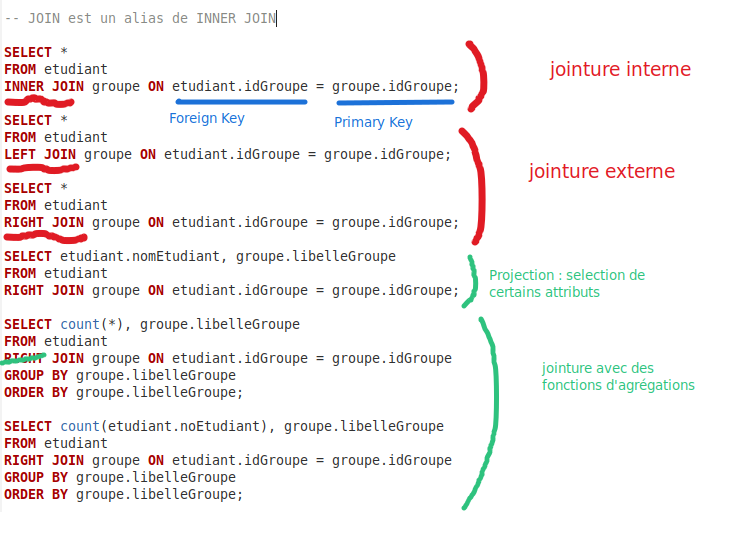 -- JOIN est un alias de INNER JOIN
SELECT *
FROM etudiant
INNER JOIN groupe ON etudiant.idGroupe = groupe.idGroupe;
jointure interne
Foreign Key
Primary Key
SELECT *
FROM etudiant
LEFT JOIN groupe ON etudiant.idGroupe = groupe.idGroupe;
jointure externe
SELECT *
FROM etudiant
RIGHT JOIN groupe ON etudiant.idGroupe = groupe.idGroupe;
SELECT etudiant.nomEtudiant, groupe.libelleGroupe
FROM etudiant
RIGHT JOIN groupe ON etudiant.idGroupe = groupe.idGroupe;
Projection : selection de
certains attributs
SELECT count(*), groupe.libelleGroupe
FROM etudiant
RIGHT JOIN groupe ON etudiant.idGroupe = groupe.idGroupe
GROUP BY groupe.libelleGroupe
ORDER BY groupe.libelleGroupe;
jointure avec des
fonctions d'agrégations
SELECT count(etudiant.noEtudiant), groupe.libelleGroupe
FROM etudiant
RIGHT JOIN groupe ON etudiant.idGroupe = groupe.idGroupe
GROUP BY groupe.libelleGroupe
ORDER BY groupe.libelleGroupe;